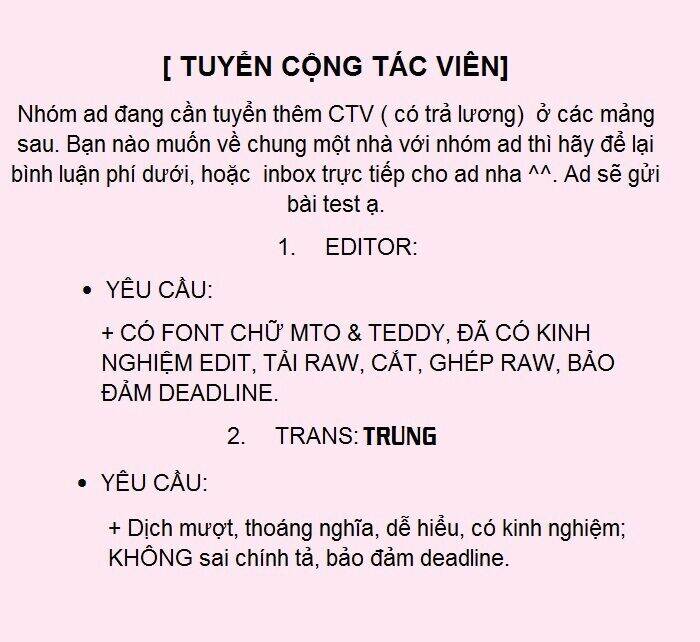 [ TUYỂN CỘNG TÁC VIÊN]
Nhóm ad đang cần tuyển thêm CTV ( có trả lương) ở các mảng
sau. Bạn nào muốn về chung một nhà với nhóm ad thì hãy để lại
bình luận phí dưới, hoặc inbox trực tiếp cho ad nha ^^. Ad sẽ gửi
bài test ạ.
1. EDITOR:
• YÊU CẦU:
+ CÓ FONT CHỮ MTO & TEDDY, ĐÃ CÓ KINH
NGHIỆM EDIT, TẢI RAW, CẮT, GHÉP RAW, BẢO
ĐẢM DEADLINE.
2. TRANS: TRUNG
• YÊU CẦU:
+ Dịch mượt, thoáng nghĩa, dễ hiểu, có kinh nghiệm;
KHÔNG sai chính tả, bảo đảm deadline.